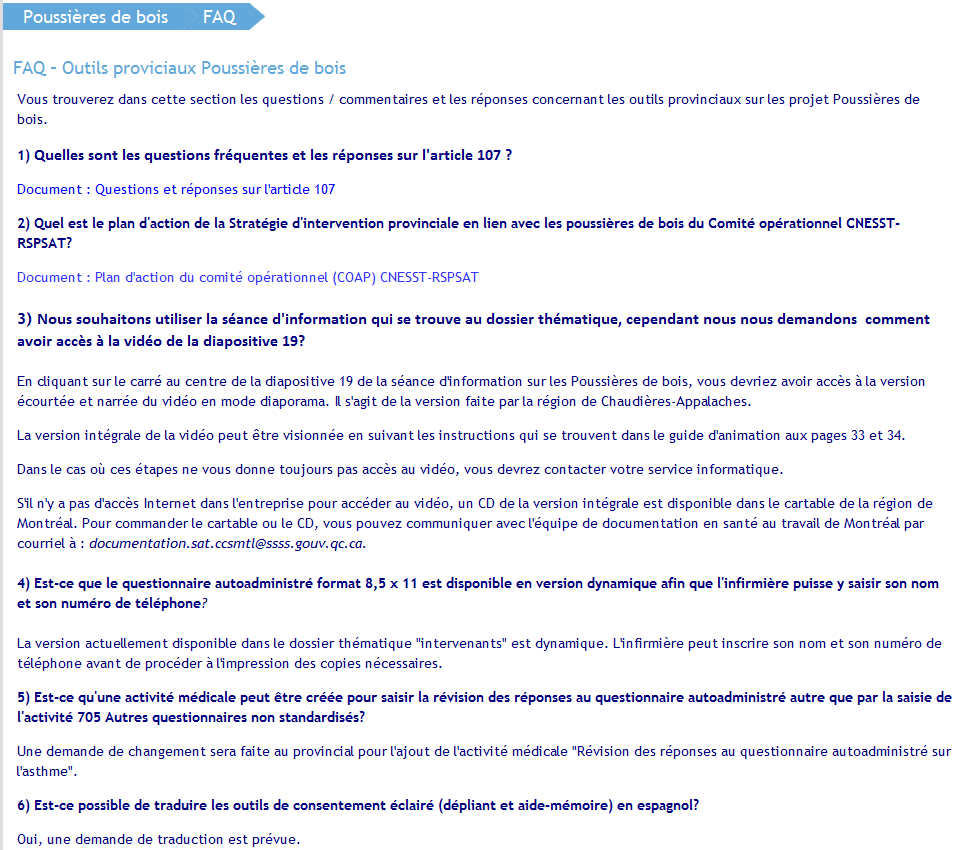 Poussières de bois FAQ
FAQ – Outils proviciaux Poussières de bois
Vous trouverez dans cette section les questions / commentaires et les réponses concernant les outils provinciaux sur les projet Poussières de
bois.
1) Quelles sont les questions fréquentes et les réponses sur l'article 107 ?
Document : Questions et réponses sur l'article 107
2) Quel est le plan d'action de la Stratégie d'intervention provinciale en lien avec les poussières de bois du Comité opérationnel CNESST-
RSPSAT?
Document : Plan d'action du comité opérationnel (COAP) CNESST-RSPSAT
3) Nous souhaitons utiliser la séance d'information qui se trouve au dossier thématique, cependant nous nous demandons comment
avoir accès à la vidéo de la diapositive 19?
En cliquant sur le carré au centre de la diapositive 19 de la séance d'information sur les Poussières de bois, vous devriez avoir accès à la version
écourtée et narrée du vidéo en mode diaporama. Il s'agit de la version faite par la région de Chaudières-Appalaches.
La version intégrale de la vidéo peut être visionnée en suivant les instructions qui se trouvent dans le guide d'animation aux pages 33 et 34.
Dans le cas où ces étapes ne vous donne toujours pas accès au vidéo, vous devrez contacter votre service informatique.
S'il n'y a pas d'accès Internet dans l'entreprise pour accéder au vidéo, un CD de la version intégrale est disponible dans le cartable de la région de
Montréal. Pour commander le cartable ou le CD, vous pouvez communiquer avec l'équipe de documentation en santé au travail de Montréal par
courriel à : documentation.sat.ccsmtl@ssss.gouv.qc.ca.
4) Est-ce que le questionnaire autoadministré format 8,5 x 11 est disponible en version dynamique afin que l'infirmière puisse y saisir son nom
et son numéro de téléphone?
La version actuellement disponible dans le dossier thématique "intervenants" est dynamique. L'infirmière peut inscrire son nom et son numéro de
téléphone avant de procéder à l'impression des copies nécessaires.
5) Est-ce qu'une activité médicale peut être créée pour saisir la révision des réponses au questionnaire autoadministré autre que par la saisie de
l'activité 705 Autres questionnaires non standardisés?
Une demande de changement sera faite au provincial pour l'ajout de l'activité médicale "Révision des réponses au questionnaire autoadministré sur
l'asthme".
6) Est-ce possible de traduire les outils de consentement éclairé (dépliant et aide-mémoire) en espagnol?
Oui, une demande de traduction est prévue.